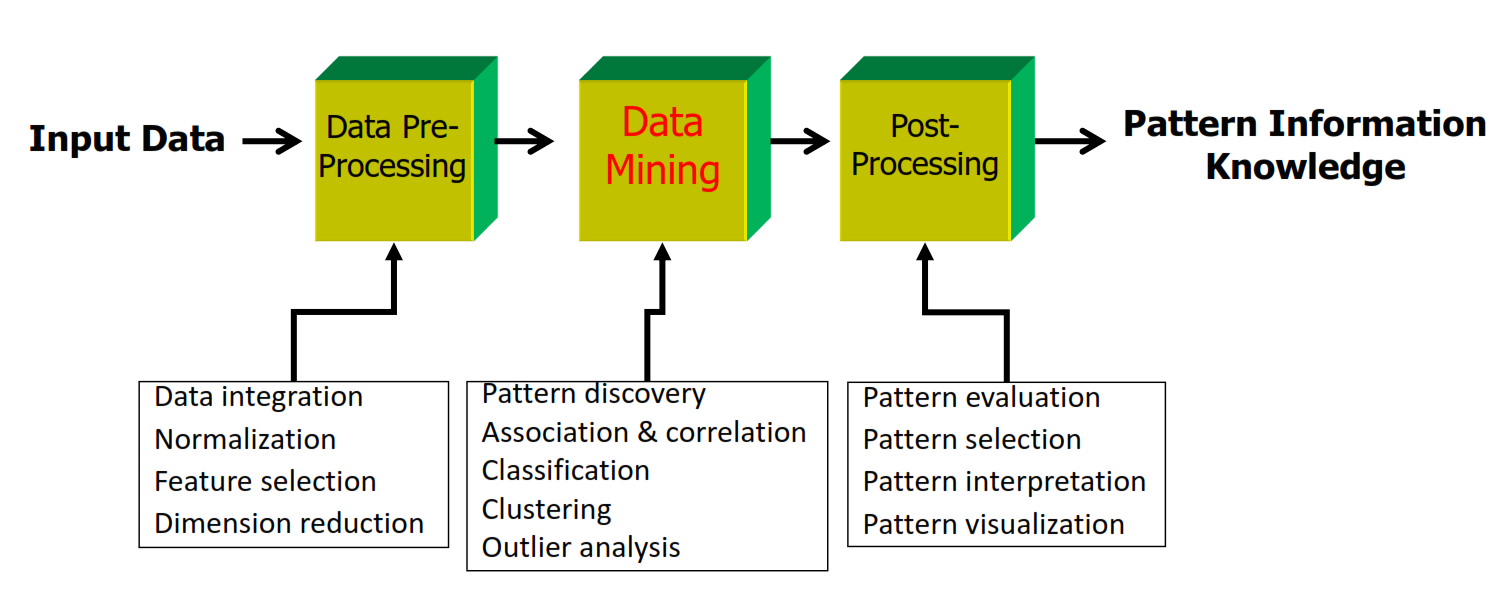 Input Data
Data Pre-
Processing
Data
Mining
Post-
Processing
Pattern Information
Knowledge
Data integration
Normalization
Feature selection
Dimension reduction
Pattern discovery
Association & correlation
Classification
Clustering
Outlier analysis
Pattern evaluation
Pattern selection
Pattern interpretation
Pattern visualization